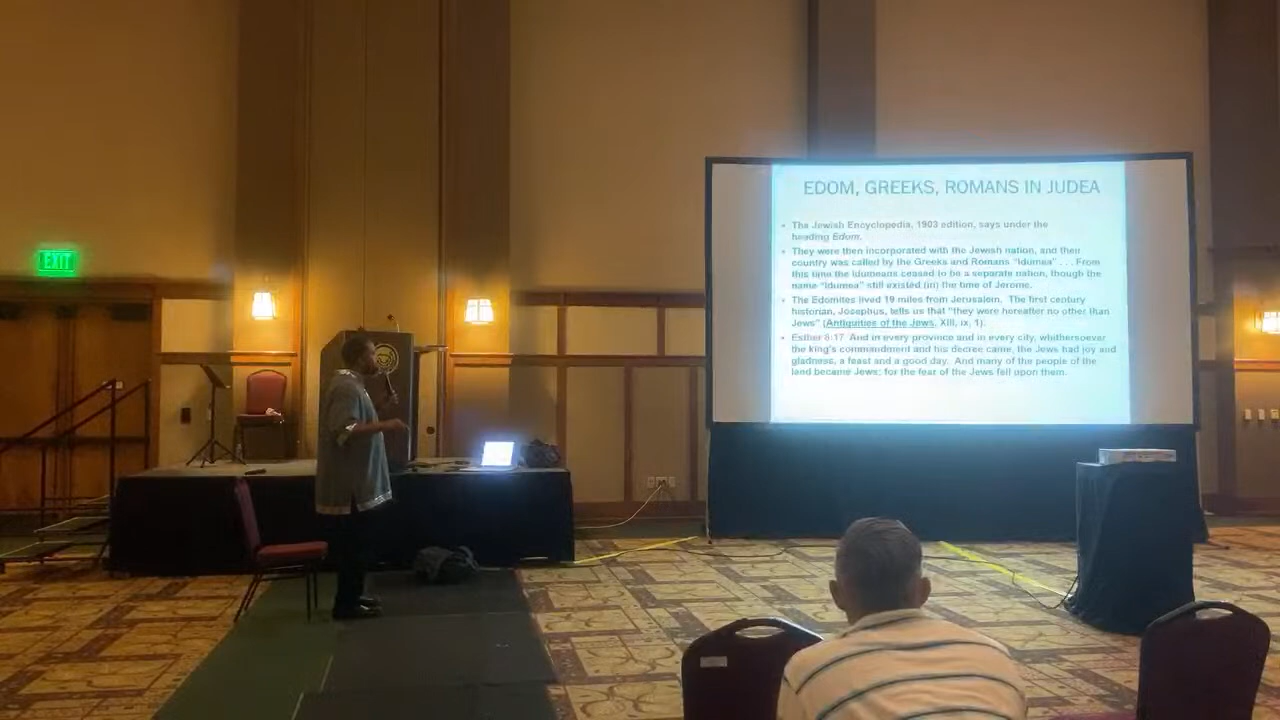 EXIT
EDOM, GREEKS, ROMANS IN JUDEA
• The Jewish Encyclopedia, 1903 edition, says under the
heading Edom.
• They were then incorporated with the Jewish nation, and their
country was called by the Greeks and Romans "Idumea" . . . From
this time the Idumeans ceased to be a separate nation, though the
name "Idumea" still existed (in) the time of Jerome.
• The Edomites lived 19 miles from Jerusalem. The first century
historian, Josephus, tells us that "they were hereafter no other than
Jews" (Antiquities of the Jews, XIII, ix, 1).
• Esther 8:17 And in every province and in every city, whithersoever
the king's commandment and his decree came, the Jews had joy and
gladness, a feast and a good day. And many of the people of the
land became Jews; for the fear of the Jews fell upon them.